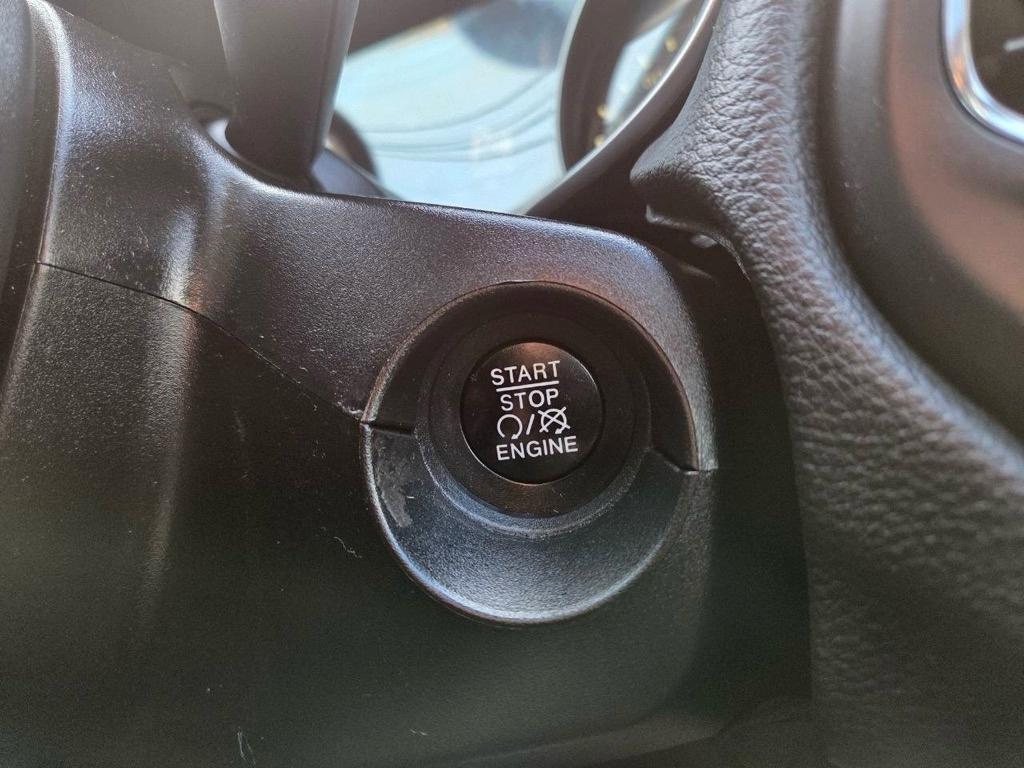 START
STOP
/
ENGINE